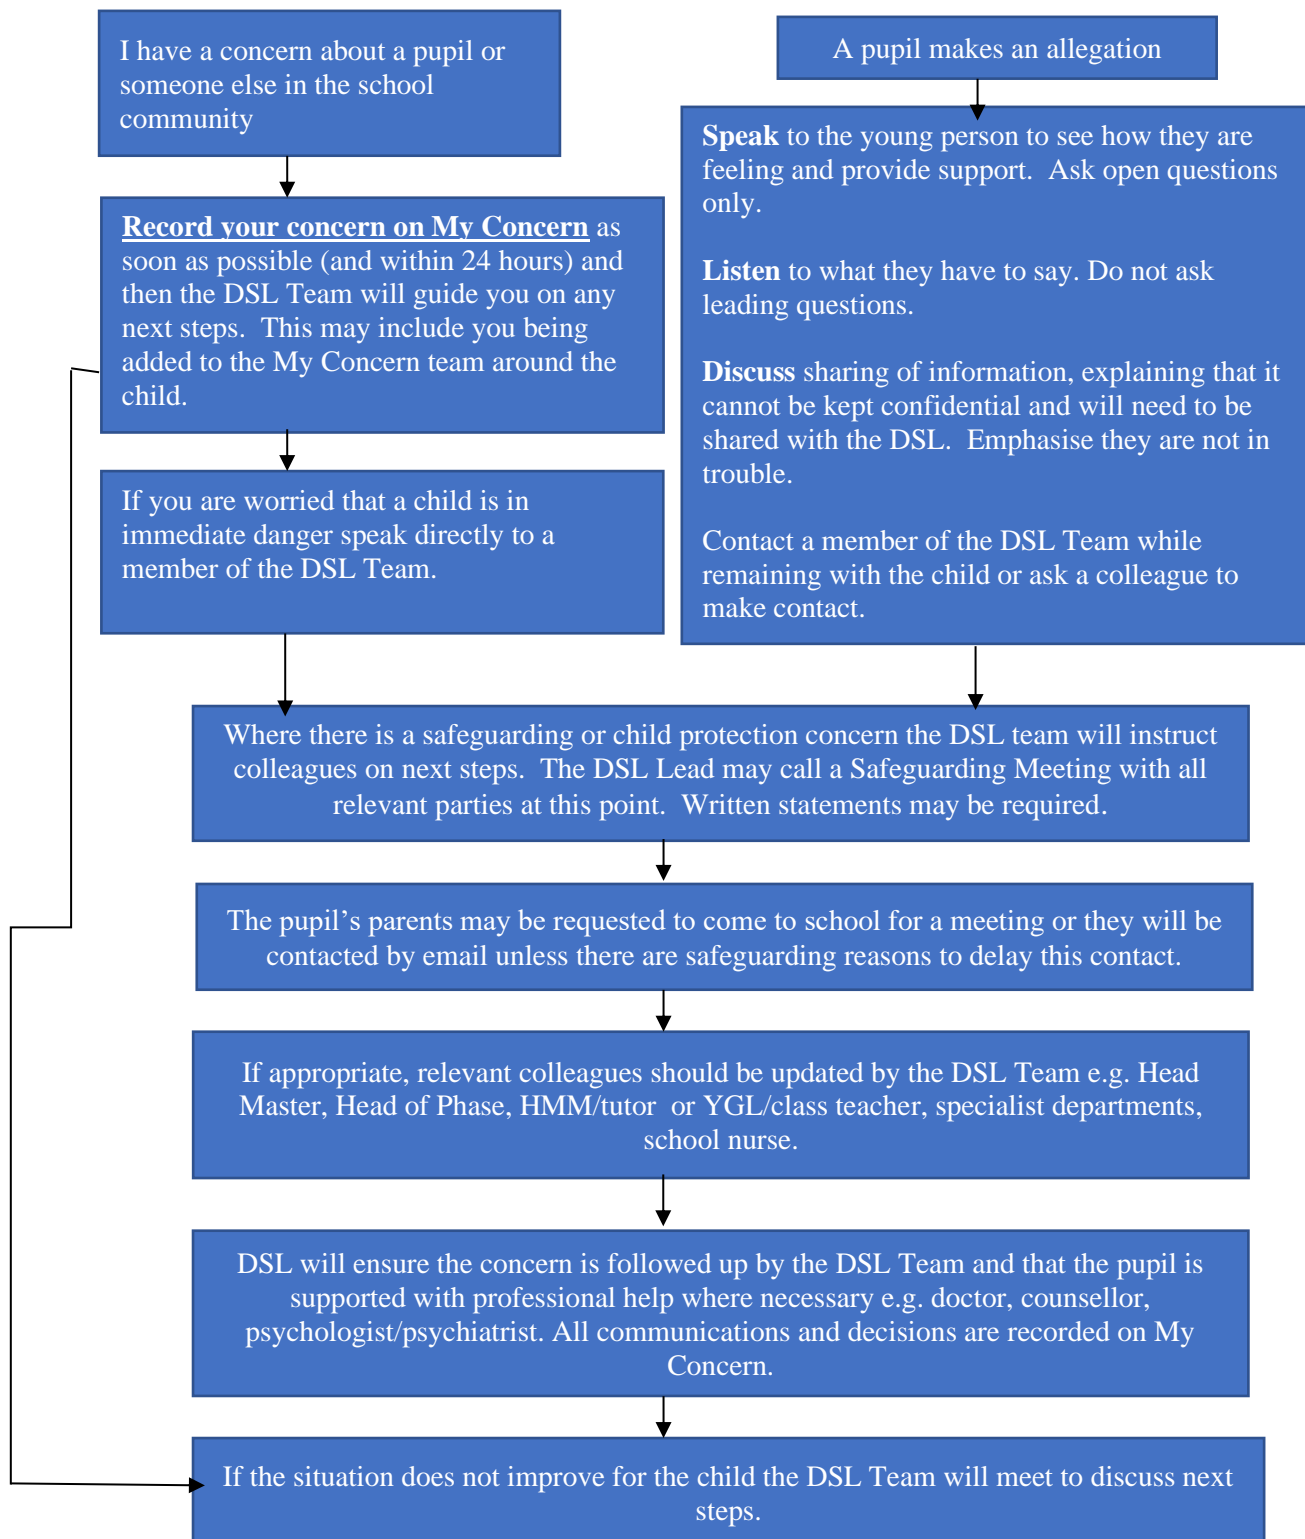 I have a concern about a pupil or
someone else in the school
community
Record your concern on My Concern as
soon as possible (and within 24 hours) and
then the DSL Team will guide you on any
next steps.  This may include you being
added to the My Concern team around the
child.
If you are worried that a child is in
immediate danger speak directly to a
member of the DSL Team.
A pupil makes an allegation
Speak to the young person to see how they are
feeling and provide support.  Ask open questions
only.
Listen to what they have to say. Do not ask
leading questions.
Discuss sharing of information, explaining that it
cannot be kept confidential and will need to be
shared with the DSL.  Emphasise they are not in
trouble.
Contact a member of the DSL Team while
remaining with the child or ask a colleague to
make contact.
Where there is a safeguarding or child protection concern the DSL team will instruct
colleagues on next steps.  The DSL Lead may call a Safeguarding Meeting with all
relevant parties at this point.  Written statements may be required.
The pupil’s parents may be requested to come to school for a meeting or they will be
contacted by email unless there are safeguarding reasons to delay this contact.
If appropriate, relevant colleagues should be updated by the DSL Team e.g. Head
Master, Head of Phase, HMM/tutor  or YGL/class teacher, specialist departments,
school nurse.
DSL will ensure the concern is followed up by the DSL Team and that the pupil is
supported with professional help where necessary e.g. doctor, counsellor,
psychologist/psychiatrist. All communications and decisions are recorded on My
Concern.
If the situation does not improve for the child the DSL Team will meet to discuss next
steps.